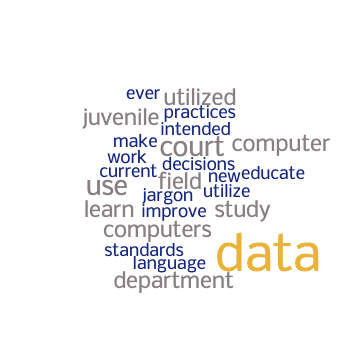 ever utilized
juvenile practices
intended
make court computer
work decisions
current field new educate
use jargon utilize
learn improve study
computers
standards data
language
department